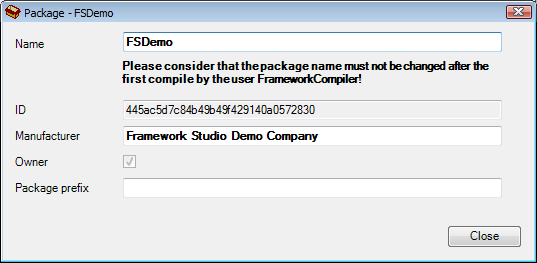 Package - FSDemo
Name
FSDemo
Please consider that the package name must not be changed after the
first compile by the user FrameworkCompiler!
ID
445ac5d7c84b49b49f429140a0572830
Manufacturer
Framework Studio Demo Company
Owner
Package prefix
Close